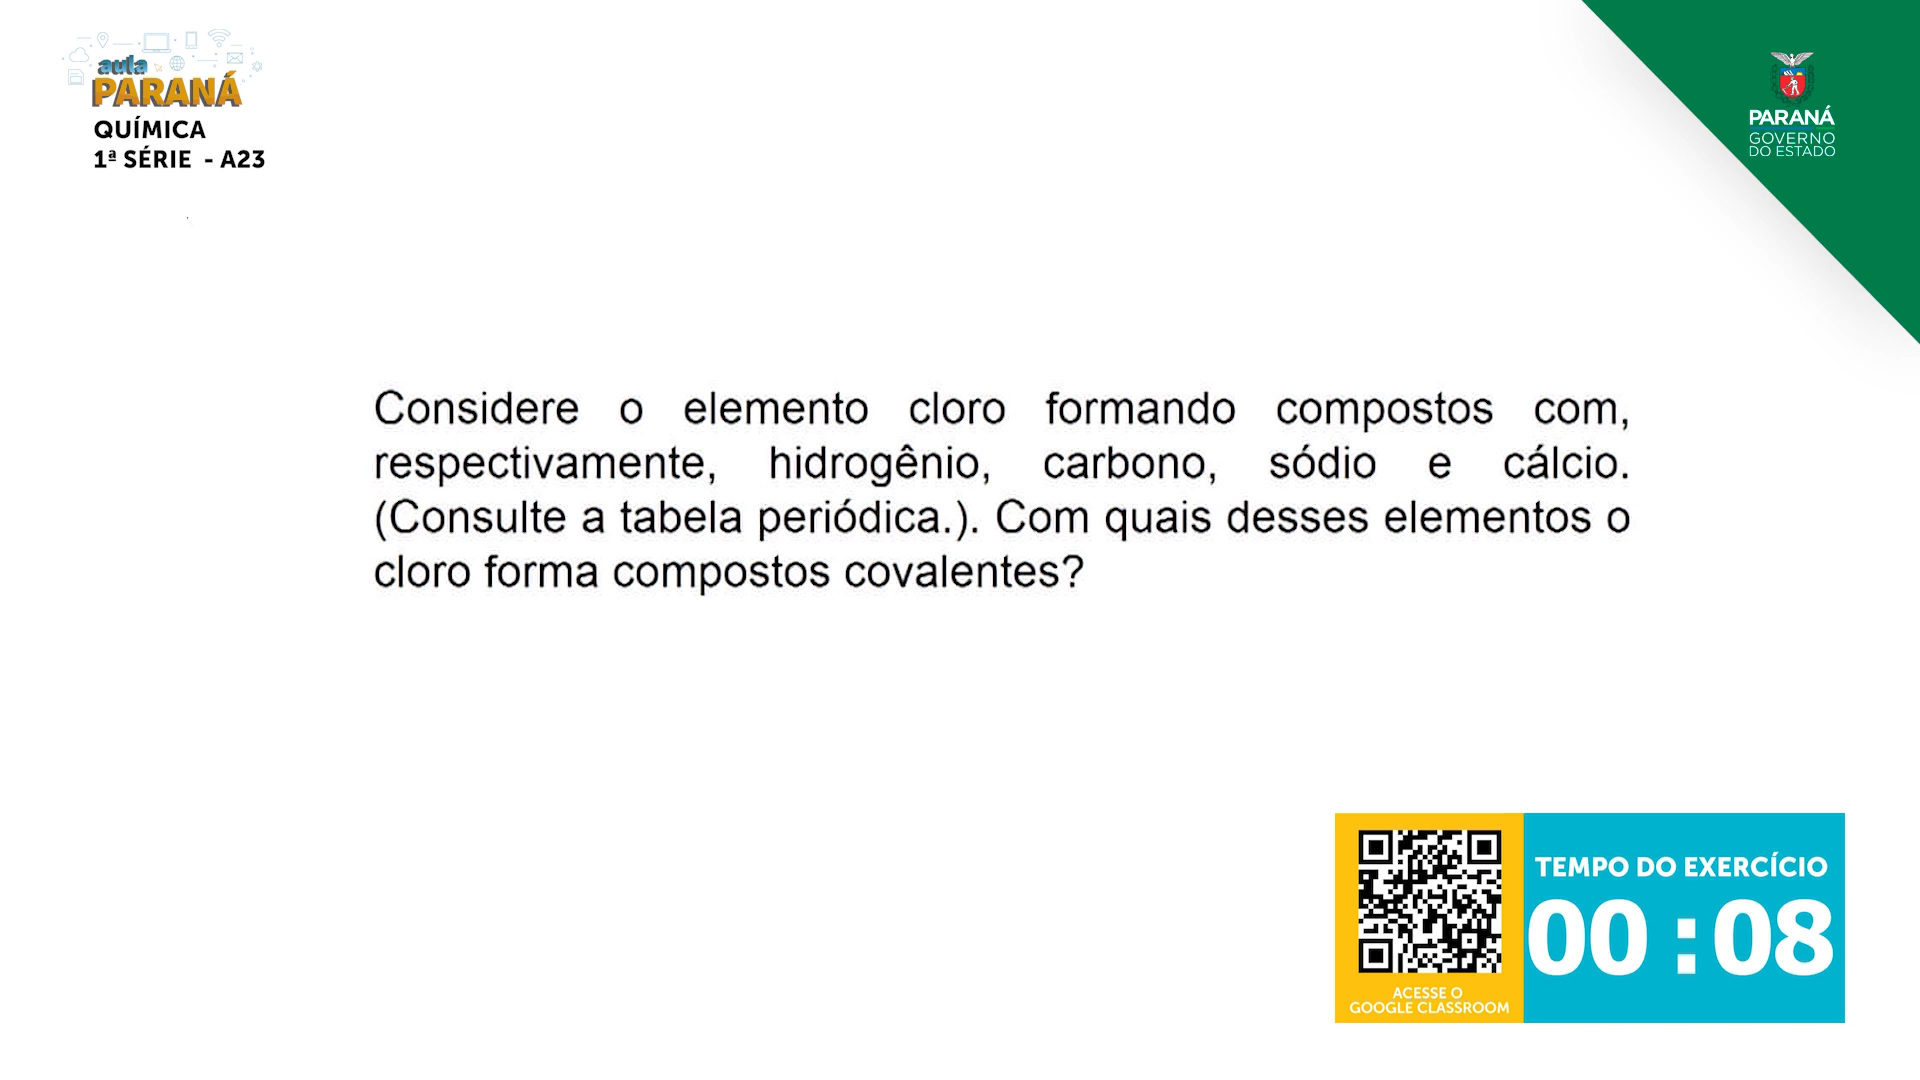 aula
PARANÁ
QUÍMICA
1ª SÉRIE - A23
PARANÁ
GOVERNO
DO ESTADO
Considere o elemento cloro formando compostos com,
respectivamente, hidrogênio, carbono, sódio e cálcio.
(Consulte a tabela periódica.). Com quais desses elementos o
cloro forma compostos covalentes?
TEMPO DO EXERCÍCIO
00 : 08
ACESSE O
GOOGLE CLASSROOM